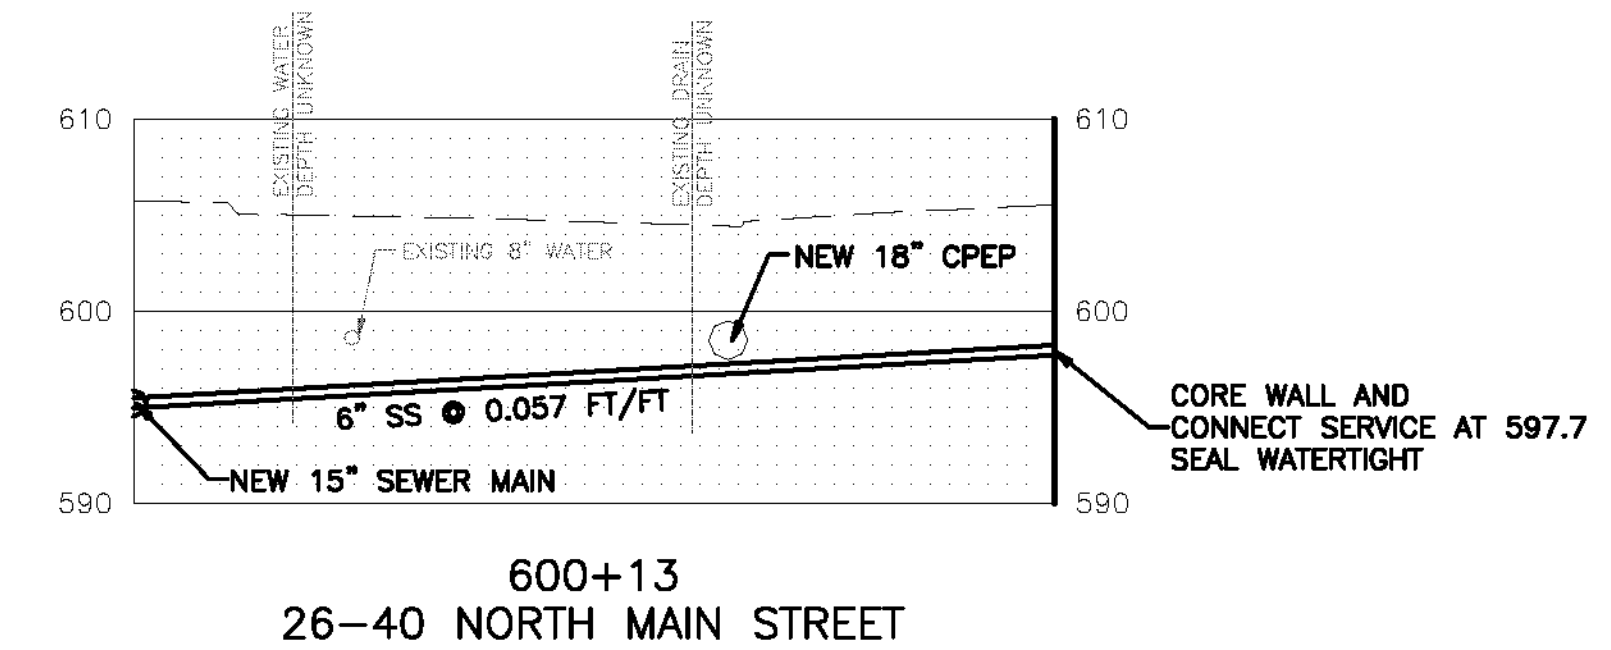 EXISTING WATER
DEPTH UNKNOWN
EXISTING DRAIN
DEPTH UNKNOWN
610
610
EXISTING 8" WATER
NEW 18" CPEP
600
600
6" SS @ 0.057 FT/FT
CORE WALL AND
CONNECT SERVICE AT 597.7
SEAL WATERTIGHT
NEW 15" SEWER MAIN
590
590
600+13
26-40 NORTH MAIN STREET